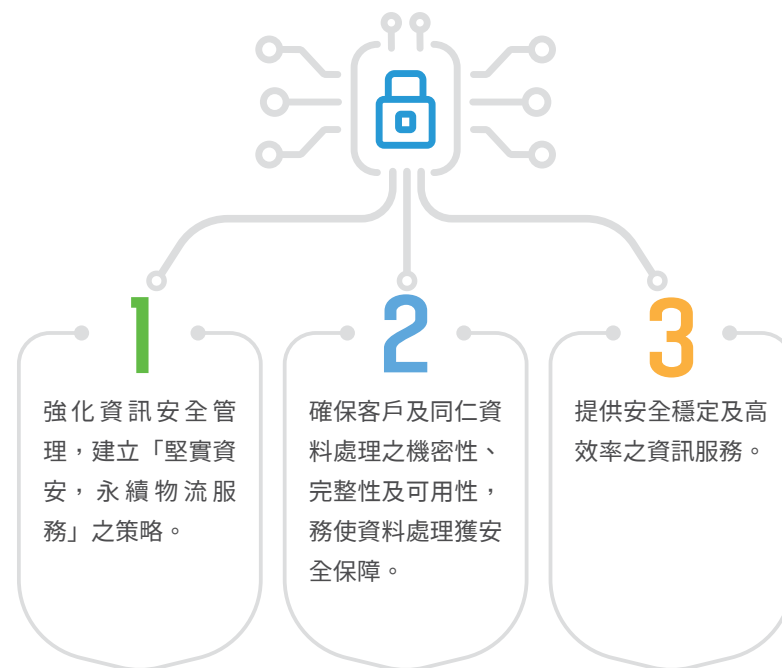 1
強化資訊安全管
理，建立「堅實資
安，永續物流服
務」之策略。
2
確保客戶及同仁資
料處理之機密性、
完整性及可用性，
務使資料處理獲安
全保障。
3
提供安全穩定及高
效率之資訊服務。